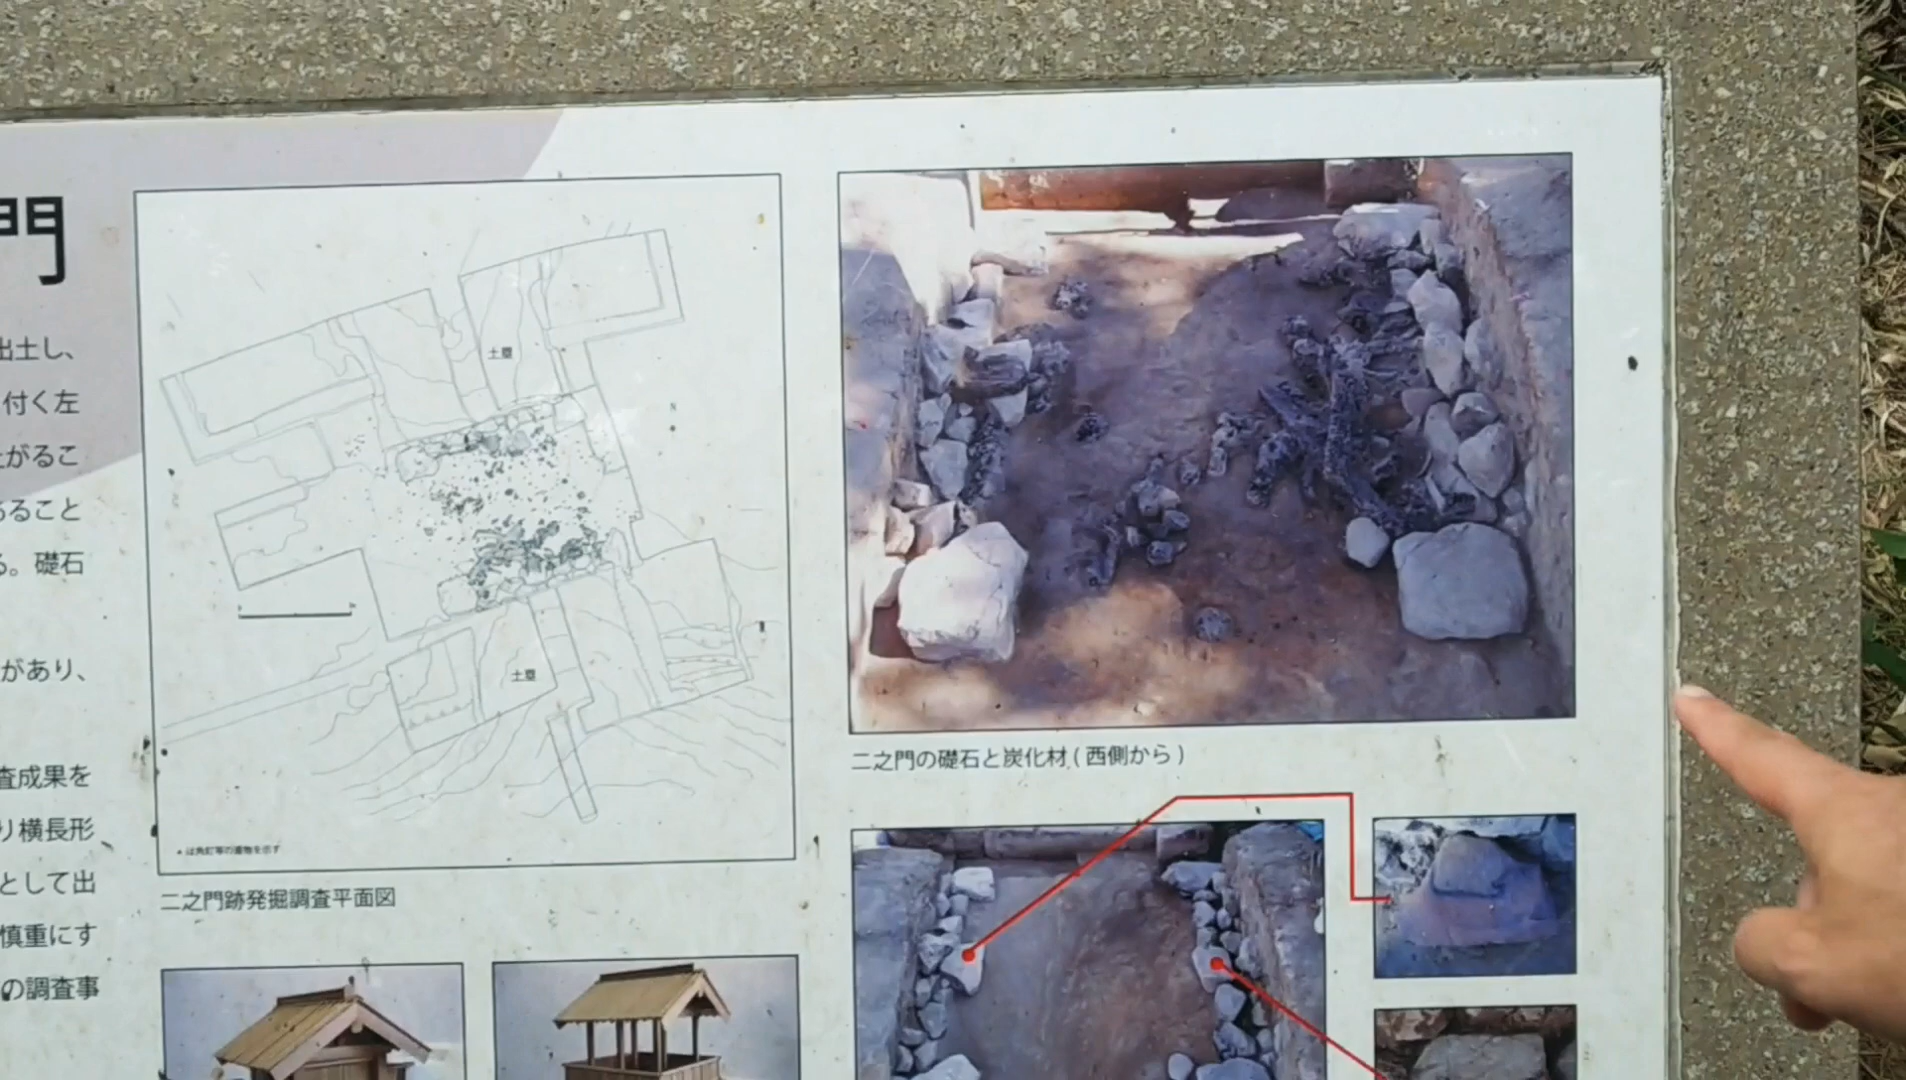 門
出土し、
付く左
がるこ
あること
る。礎石
があり、
査成果を
り横長形
として出
慎重にす
の調査事
土塁
土塁
二之門跡発掘調査平面図
二之門の礎石と炭化材(西側から)